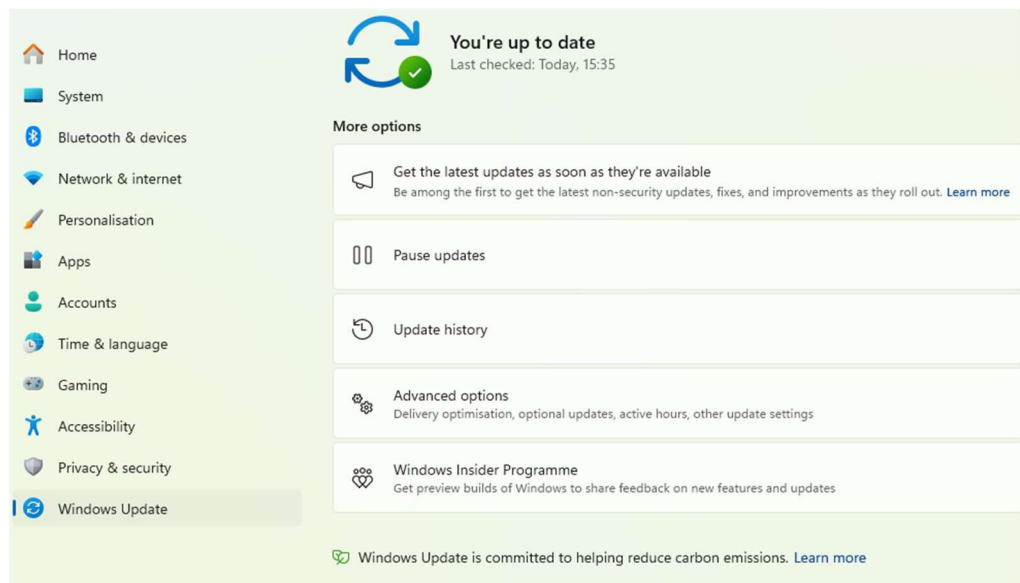 Home
System
Bluetooth & devices
Network & internet
Personalisation
Apps
Accounts
Time & language
Gaming
Accessibility
Privacy & security
Windows Update
You're up to date
Last checked: Today, 15:35
More options
Get the latest updates as soon as they're available
Be among the first to get the latest non-security updates, fixes, and improvements as they roll out. Learn more
Pause updates
Update history
Advanced options
Delivery optimisation, optional updates, active hours, other update settings
Windows Insider Programme
Get preview builds of Windows to share feedback on new features and updates
Windows Update is committed to helping reduce carbon emissions. Learn more